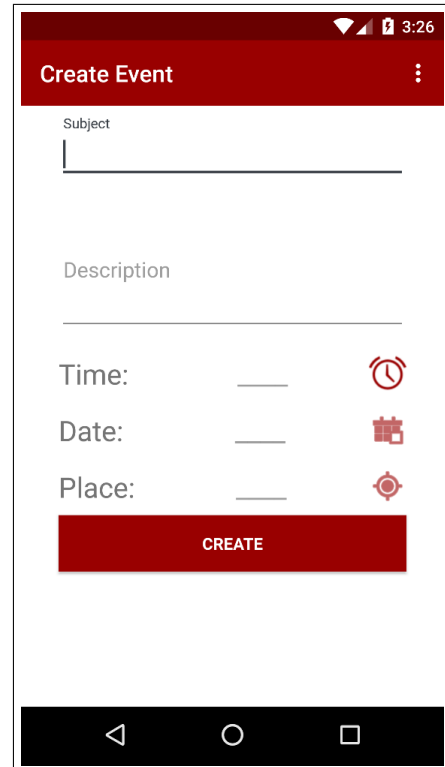 3:26
Create Event
Subject
Description
Time:
Date:
Place:
CREATE